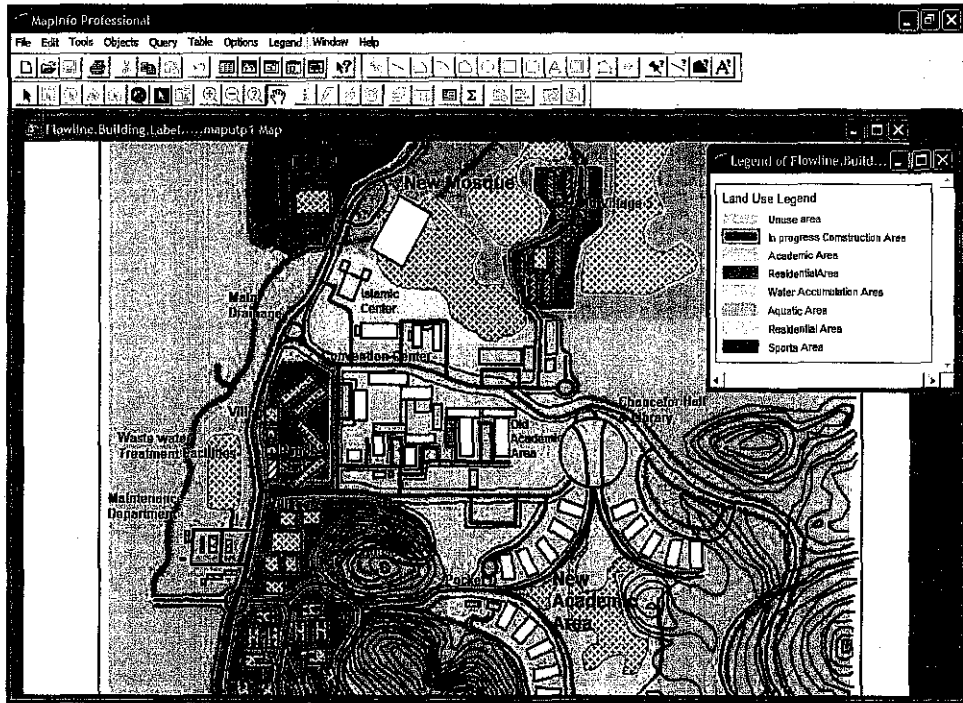 MapInfo Professional
File Edit Tools Objects Query Table Options Legend Window Help
Flowline,Building,Label,.....,maputp1 Map
Legend of Flowline,Build...
Land Use Legend
Unuse area
In progress Construction Area
Academic Area
ResidentialArea
Water Accumulation Area
Aquatic Area
Residential Area
Sports Area
New Mosque
Village 5
Islamic
Center
Main
Drainage
Convention Center
Chancelor Hall
Library
Old
Academic
Area
Waste water
Treatment Facilities
Maintenance
Department
New
Academic
Area